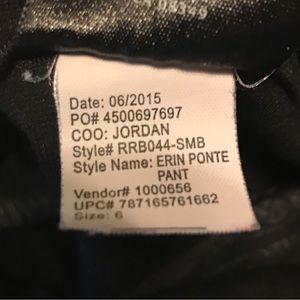 Date: 06/2015
PO# 4500697697
COO: JORDAN
Style# RRB044-SMB
Style Name: ERIN PONTE
PANT
Vendor# 1000656
UPC# 787165761662
Size: 6